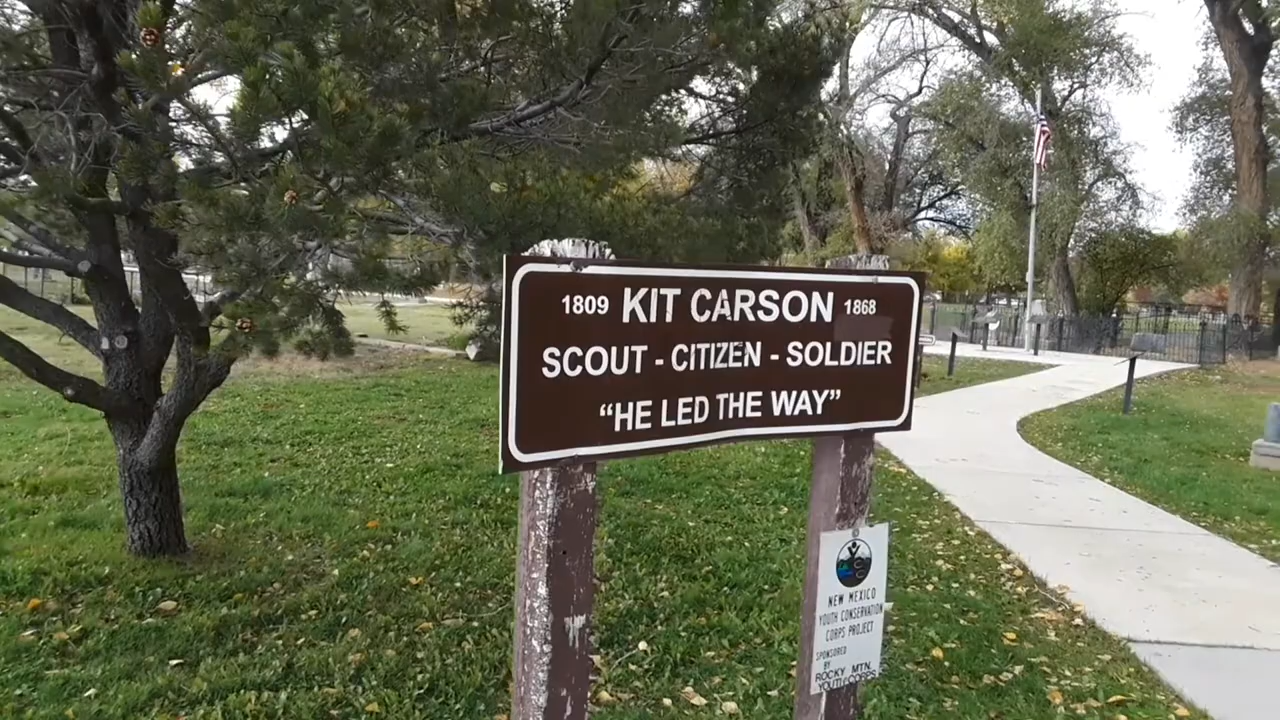 1809 KIT CARSON 1868
SCOUT - CITIZEN - SOLDIER
“HE LED THE WAY”
NEW MEXICO
YOUTH CONSERVATION
CORPS PROJECT
SPONSORED
BY
ROCKY MTN.
YOUTH CORPS